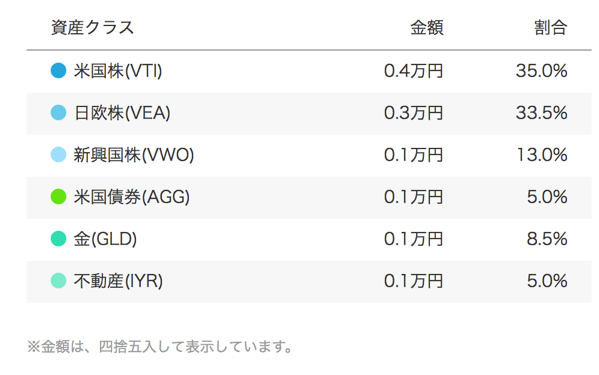 資産クラス 金額 割合
米国株(VTI) 0.4万円 35.0%
日欧株(VEA) 0.3万円 33.5%
新興国株(VWO) 0.1万円 13.0%
米国債券(AGG) 0.1万円 5.0%
金(GLD) 0.1万円 8.5%
不動産(IYR) 0.1万円 5.0%
※金額は、四捨五入して表示しています。